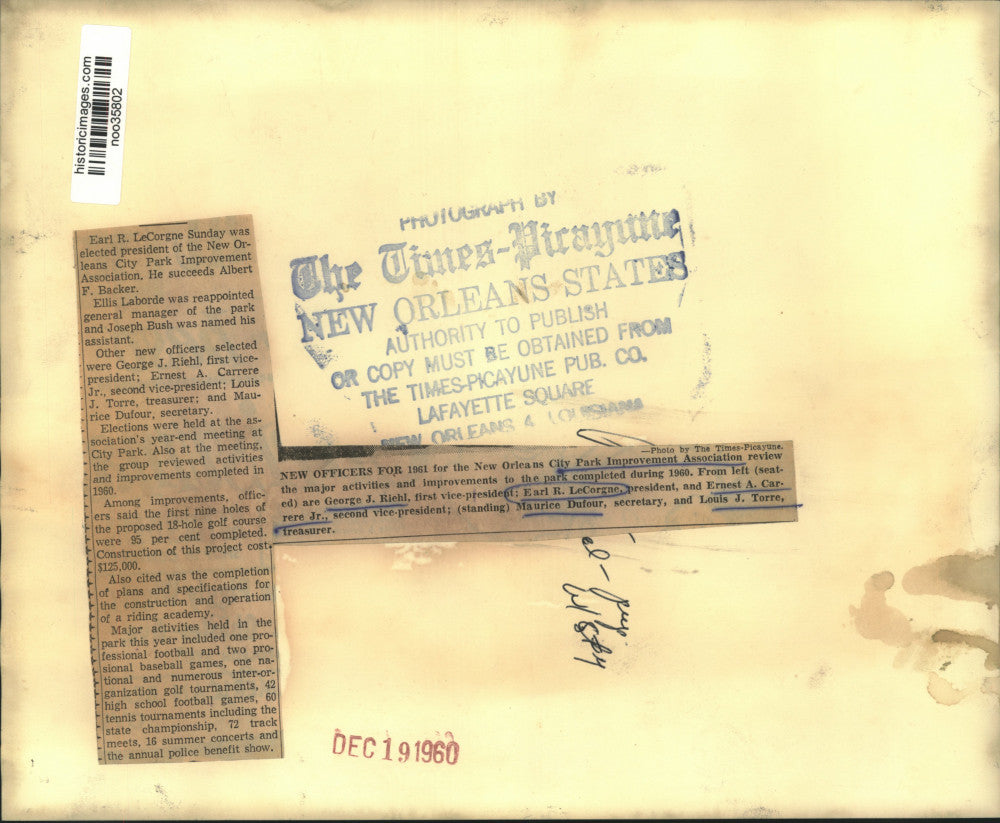 historicimages.com
noo35802
PHOTOGRAPH BY
The Times-Picayune
NEW ORLEANS STATES
AUTHORITY TO PUBLISH
OR COPY MUST BE OBTAINED FROM
THE TIMES-PICAYUNE PUB. CO.
LAFAYETTE SQUARE
NEW ORLEANS 4, LOUISIANA
Earl R. LeCorgne Sunday was
elected president of the New Or-
leans City Park Improvement
Association. He succeeds Albert
F. Backer.
Ellis Laborde was reappointed
general manager of the park
and Joseph Bush was named his
assistant.
Other new officers selected
were George J. Riehl, first vice-
president; Ernest A. Carrere
Jr., second vice-president; Louis
J. Torre, treasurer; and Mau-
rice Dufour, secretary.
Elections were held at the as-
sociation's year-end meeting at
City Park. Also at the meeting,
the group reviewed activities
and improvements completed in
1960.
Among improvements, offic-
ers said the first nine holes of
the proposed 18-hole golf course
were 95 per cent completed.
Construction of this project cost
$125,000.
Also cited was the completion
of plans and specifications for
the construction and operation
of a riding academy.
Major activities held in the
park this year included one pro-
fessional football and two pro-
sional baseball games, one na-
tional and numerous inter-or-
ganization golf tournaments, 42
high school football games, 60
tennis tournaments including the
state championship, 72 track
meets, 16 summer concerts and
the annual police benefit show.
—Photo by The Times-Picayune.
NEW OFFICERS FOR 1961 for the New Orleans City Park Improvement Association review
the major activities and improvements to the park completed during 1960. From left (seat-
ed) are George J. Riehl, first vice-president; Earl R. LeCorgne, president, and Ernest A. Car-
rere Jr., second vice-president; (standing) Maurice Dufour, secretary, and Louis J. Torre,
treasurer.
DEC 19 1960